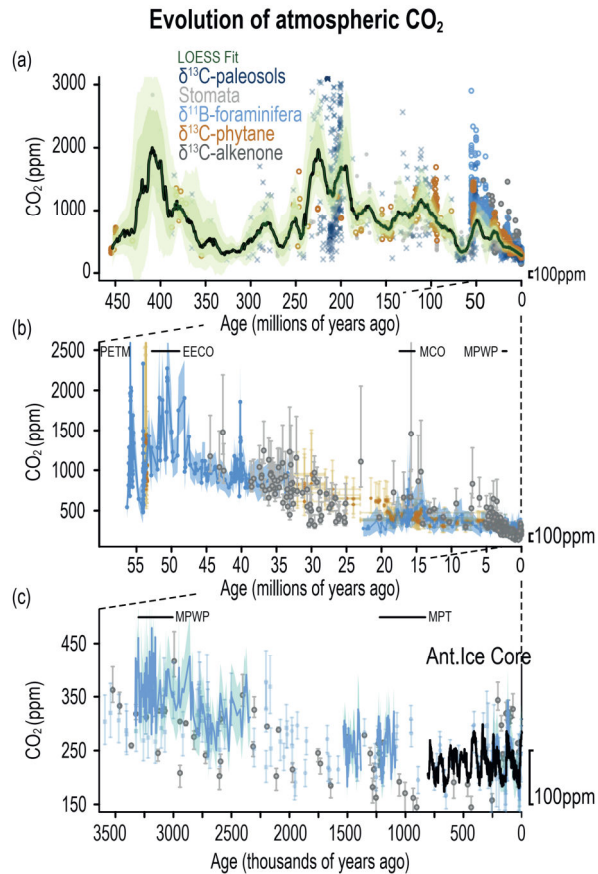 Evolution of atmospheric CO₂
(a)
LOESS Fit
δ¹³C-paleosols
Stomata
δ¹¹B-foraminifera
δ¹³C-phytane
δ¹³C-alkenone
3000
2000
1000
0
CO₂ (ppm)
100ppm
450 400 350 300 250 200 150 100 50 0
Age (millions of years ago)
(b)
PETM EECO MCO MPWP
2500
2000
1500
1000
500
CO₂ (ppm)
100ppm
55 50 45 40 35 30 25 20 15 10 5 0
Age (millions of years ago)
(c)
MPWP MPT
Ant.Ice Core
450
350
250
150
CO₂ (ppm)
100ppm
3500 3000 2500 2000 1500 1000 500 0
Age (thousands of years ago)